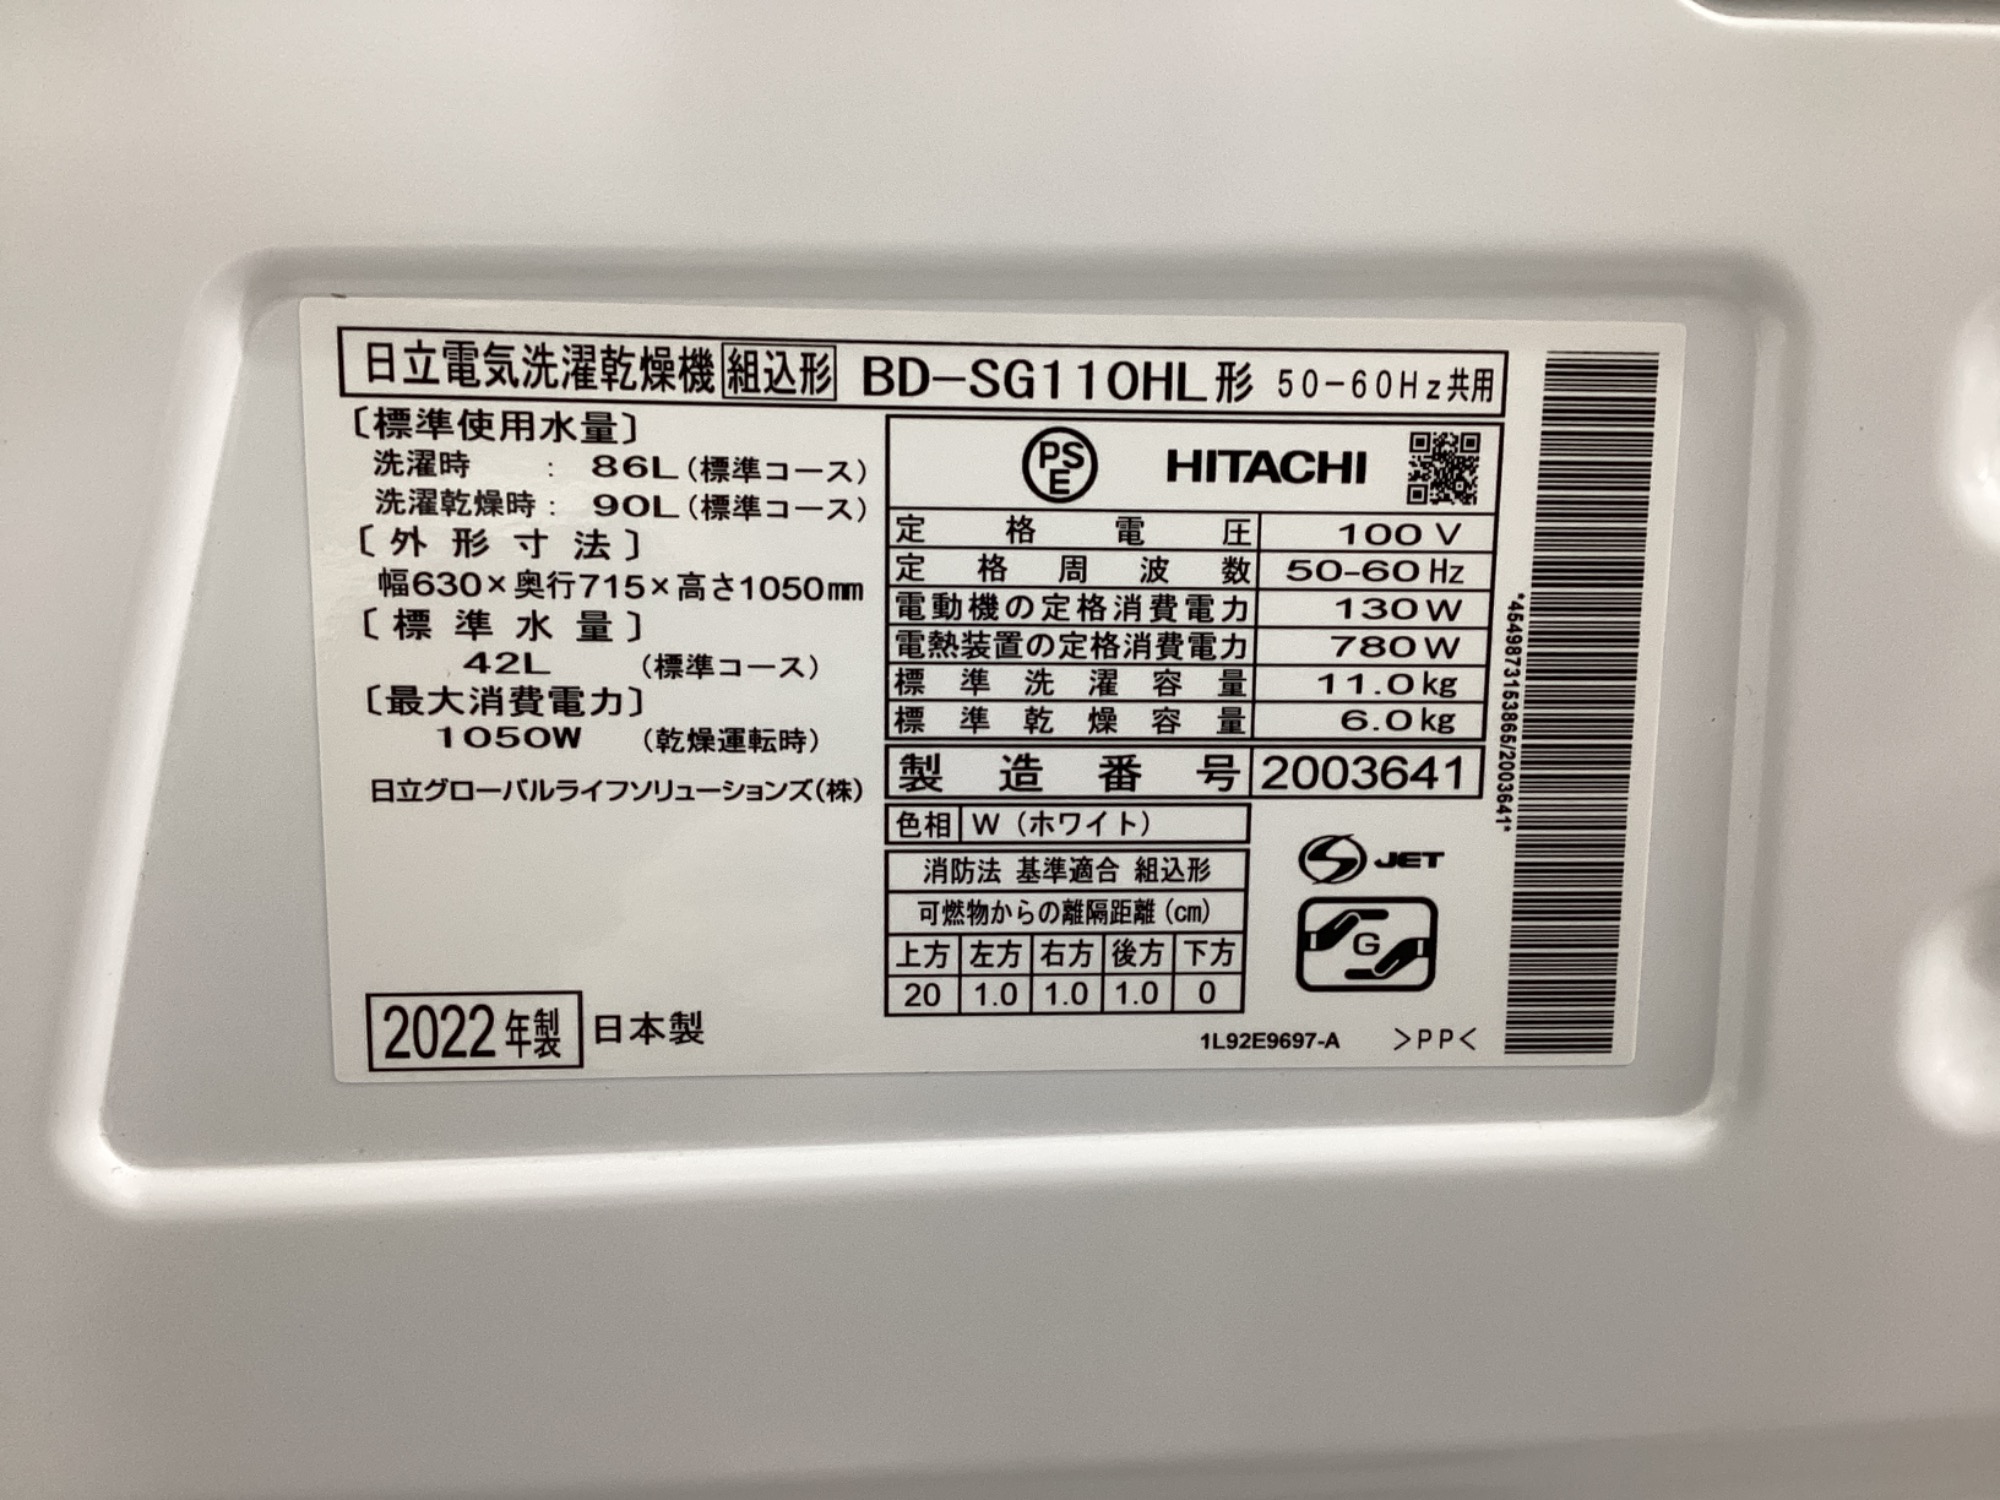 日立電気洗濯乾燥機 組込形 BD-SG110HL形 50-60Hz共用
〔標準使用水量〕
洗濯時 : 86L(標準コース)
洗濯乾燥時: 90L(標準コース)
〔外形寸法〕
幅630×奥行715×高さ1050mm
〔標準水量〕
42L (標準コース)
〔最大消費電力〕
1050W (乾燥運転時)
日立グローバルライフソリューションズ(株)
2022年製 日本製
PSE HITACHI
定格電圧 100V
定格周波数 50-60Hz
電動機の定格消費電力 130W
電熱装置の定格消費電力 780W
標準洗濯容量 11.0kg
標準乾燥容量 6.0kg
製造番号 2003641
色相 W(ホワイト)
消防法 基準適合 組込形
可燃物からの離隔距離(cm)
上方 左方 右方 後方 下方
20 1.0 1.0 1.0 0
S JET
G
1L92E9697-A >PP<
*4549873153865/2003641*